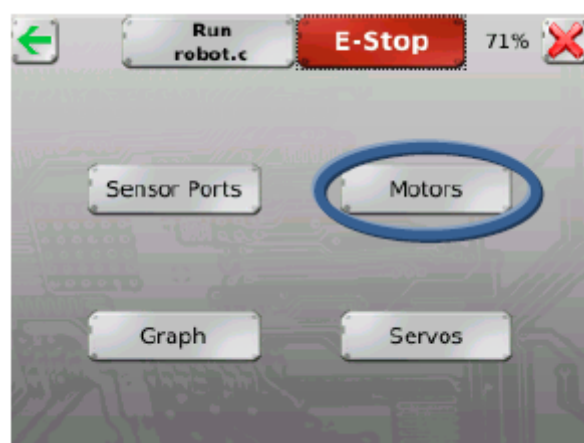 Run
robot.c
E-Stop
71%
Sensor Ports
Motors
Graph
Servos